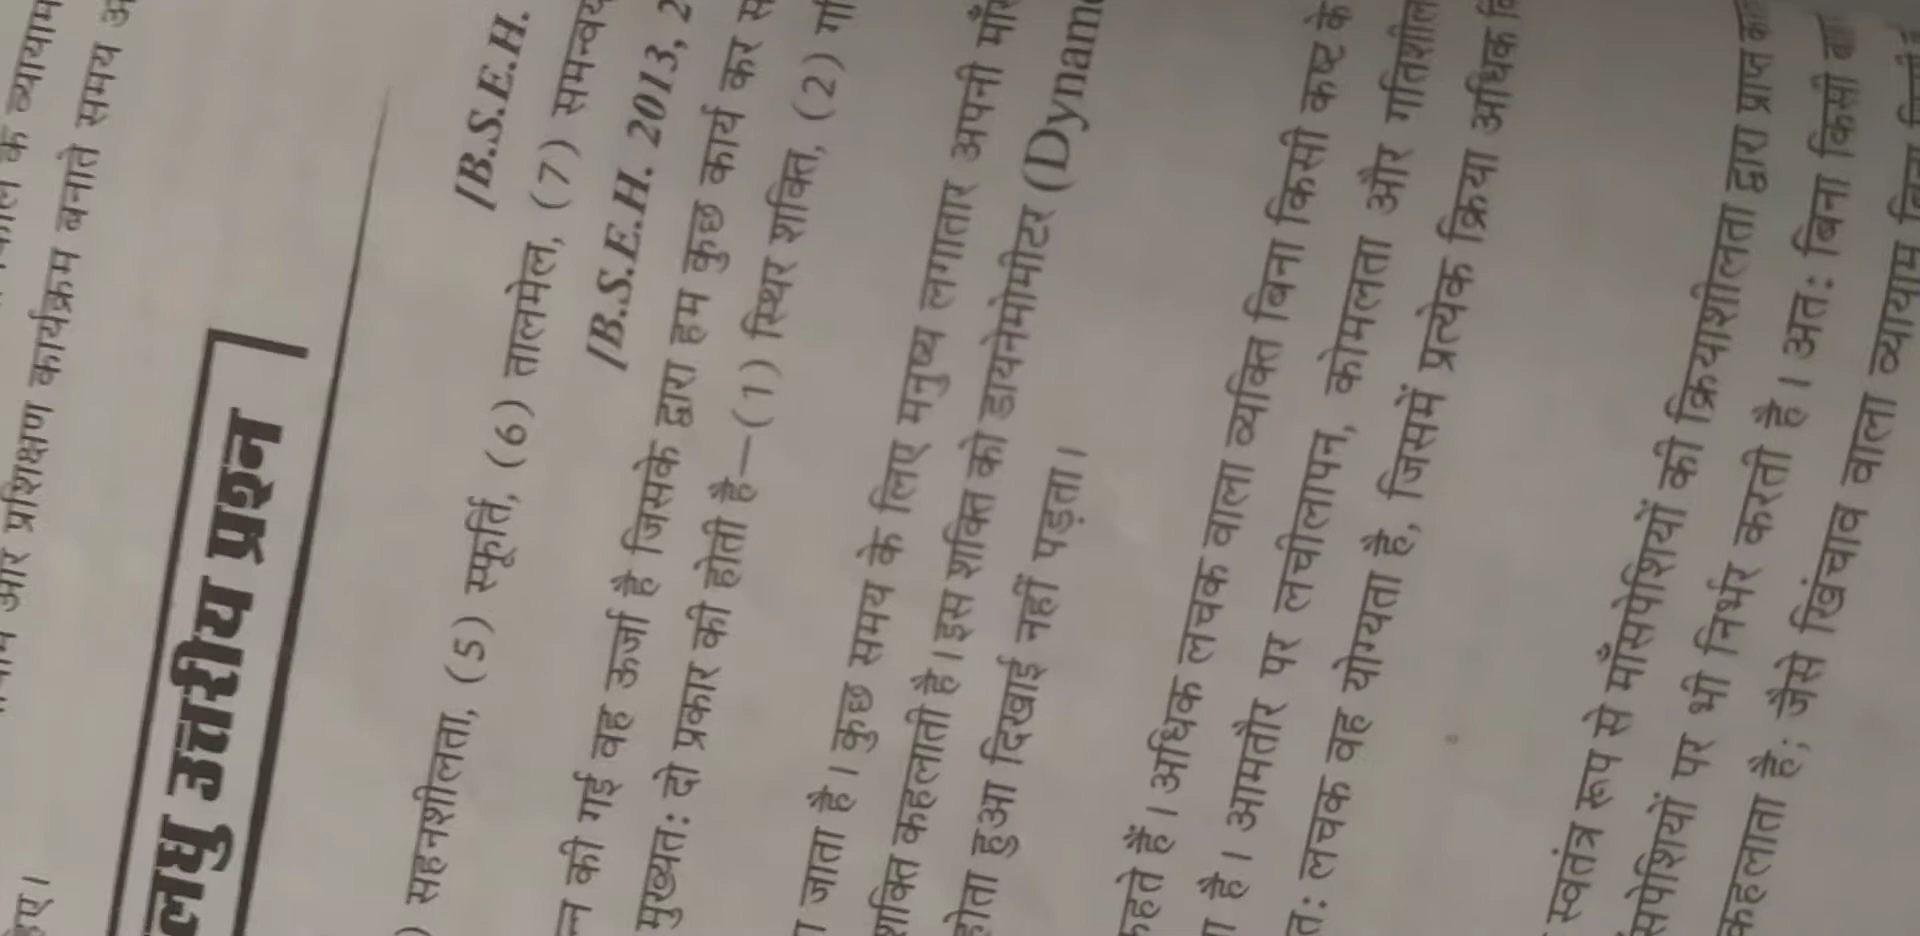 के व्यायाम
और प्रशिक्षण कार्यक्रम बनाते समय
लघु उत्तरीय प्रश्न
[B.S.E.H.
) सहनशीलता, (5) स्फूर्ति, (6) तालमेल, (7) समन्वय
[B.S.E.H. 2013, 2
न्न की गई वह ऊर्जा है जिसके द्वारा हम कुछ कार्य कर स
मुख्यतः दो प्रकार की होती है—(1) स्थिर शक्ति, (2) ग
जाता है। कुछ समय के लिए मनुष्य लगातार अपनी माँस
शक्ति कहलाती है। इस शक्ति को डायनेमोमीटर (Dynam
होता हुआ दिखाई नहीं पड़ता।
कहते हैं। अधिक लचक वाला व्यक्ति बिना किसी कष्ट के
है। आमतौर पर लचीलापन, कोमलता और गतिशील
तः लचक वह योग्यता है, जिसमें प्रत्येक क्रिया अधिक
स्वतंत्र रूप से माँसपेशियों की क्रियाशीलता द्वारा प्राप्त
सपेशियों पर भी निर्भर करती है। अतः बिना किसी
कहलाता है; जैसे खिंचाव वाला व्यायाम बिना